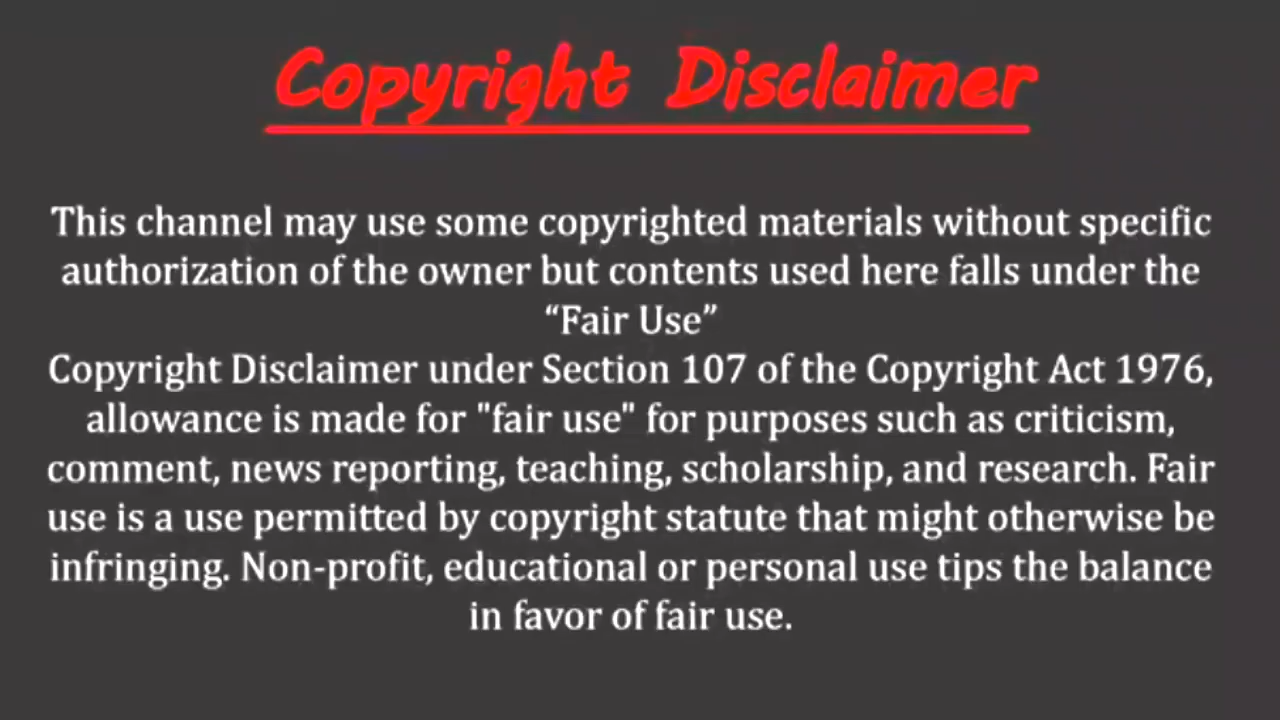 Copyright Disclaimer
This channel may use some copyrighted materials without specific
authorization of the owner but contents used here falls under the
“Fair Use”
Copyright Disclaimer under Section 107 of the Copyright Act 1976,
allowance is made for "fair use" for purposes such as criticism,
comment, news reporting, teaching, scholarship, and research. Fair
use is a use permitted by copyright statute that might otherwise be
infringing. Non-profit, educational or personal use tips the balance
in favor of fair use.